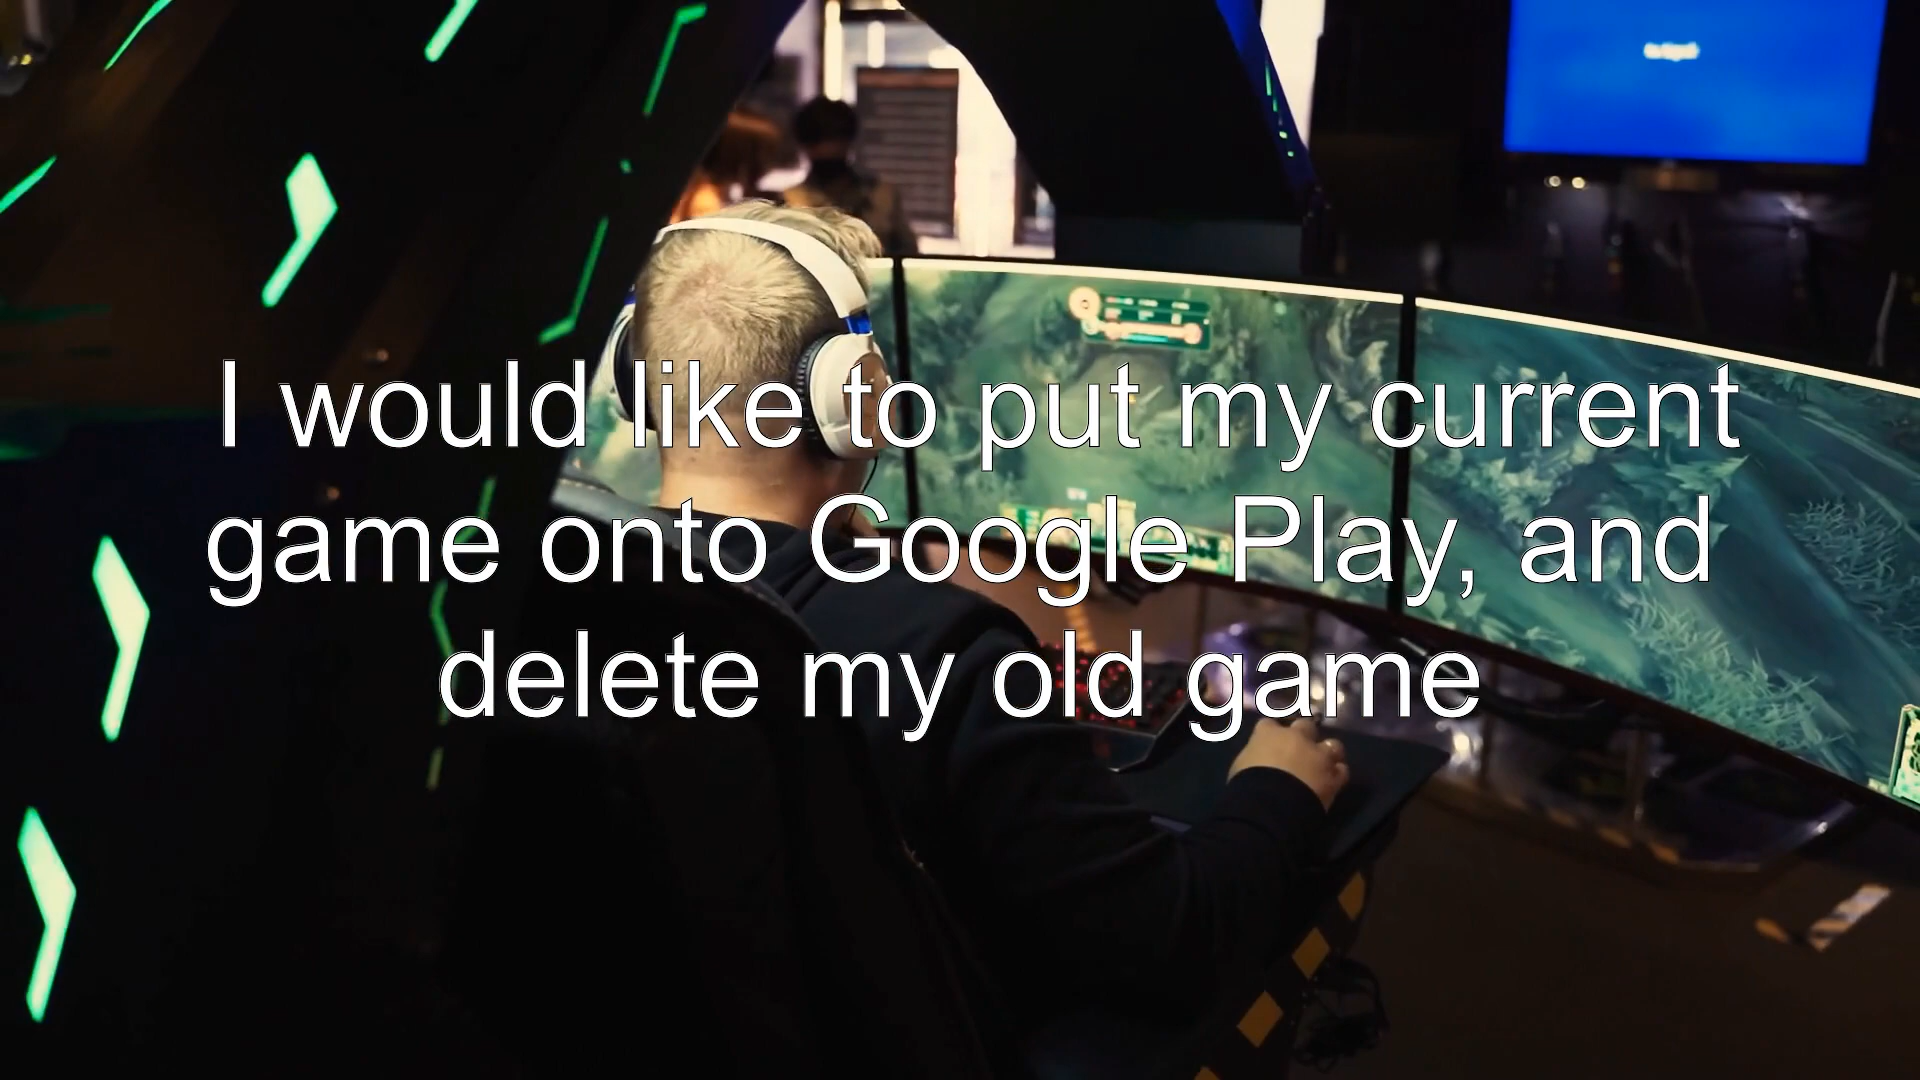 I would like to put my current
game onto Google Play, and
delete my old game